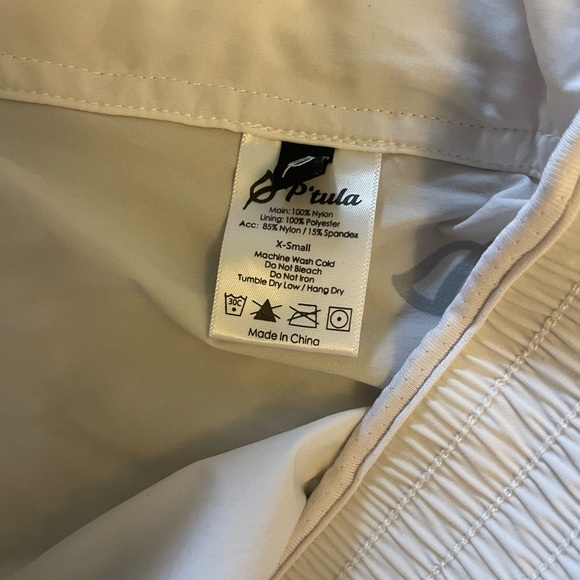 P'tula
Main: 100% Nylon
Lining: 100% Polyester
Acc: 85% Nylon / 15% Spandex
X-Small
Machine Wash Cold
Do Not Bleach
Do Not Iron
Tumble Dry Low / Hang Dry
30C
Made In China